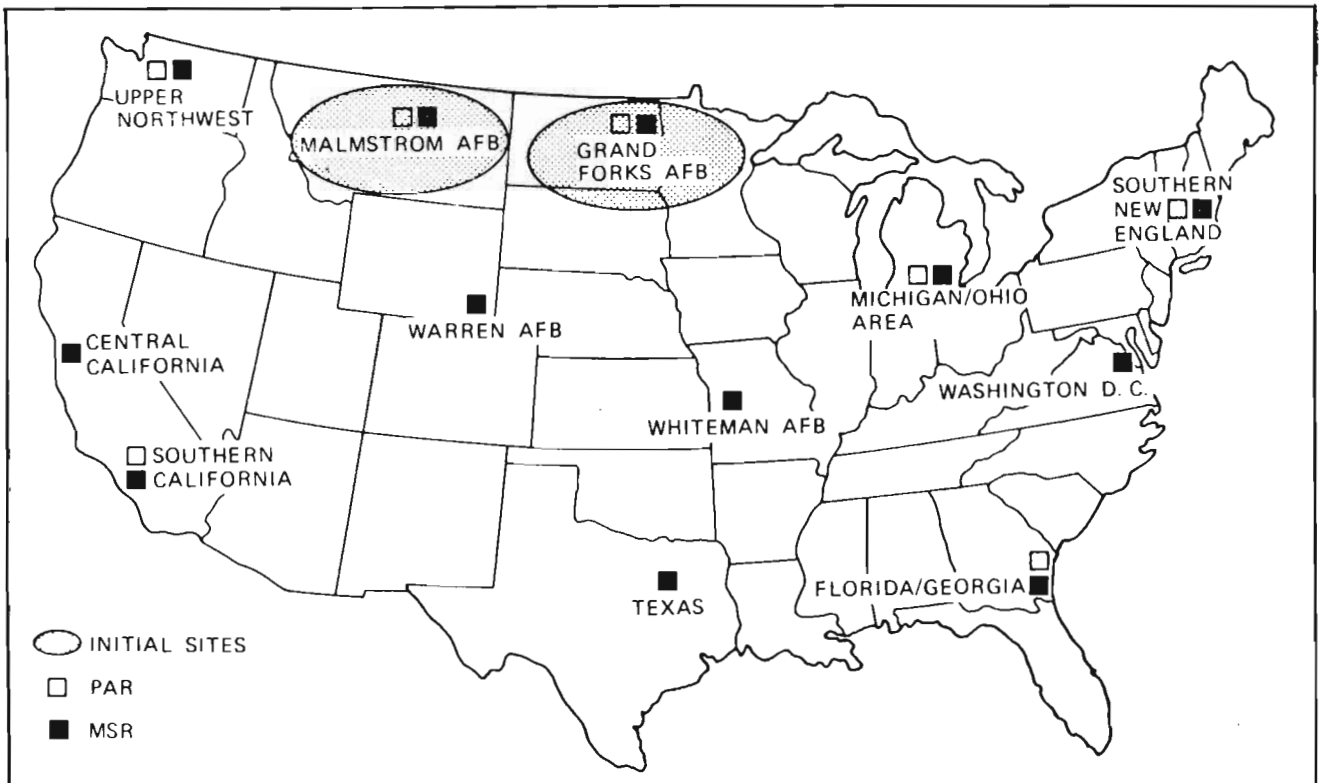 UPPER
NORTHWEST
MALMSTROM AFB
GRAND
FORKS AFB
SOUTHERN
NEW
ENGLAND
MICHIGAN/OHIO
AREA
WARREN AFB
CENTRAL
CALIFORNIA
WASHINGTON D. C.
WHITEMAN AFB
SOUTHERN
CALIFORNIA
TEXAS
FLORIDA/GEORGIA
INITIAL SITES
PAR
MSR